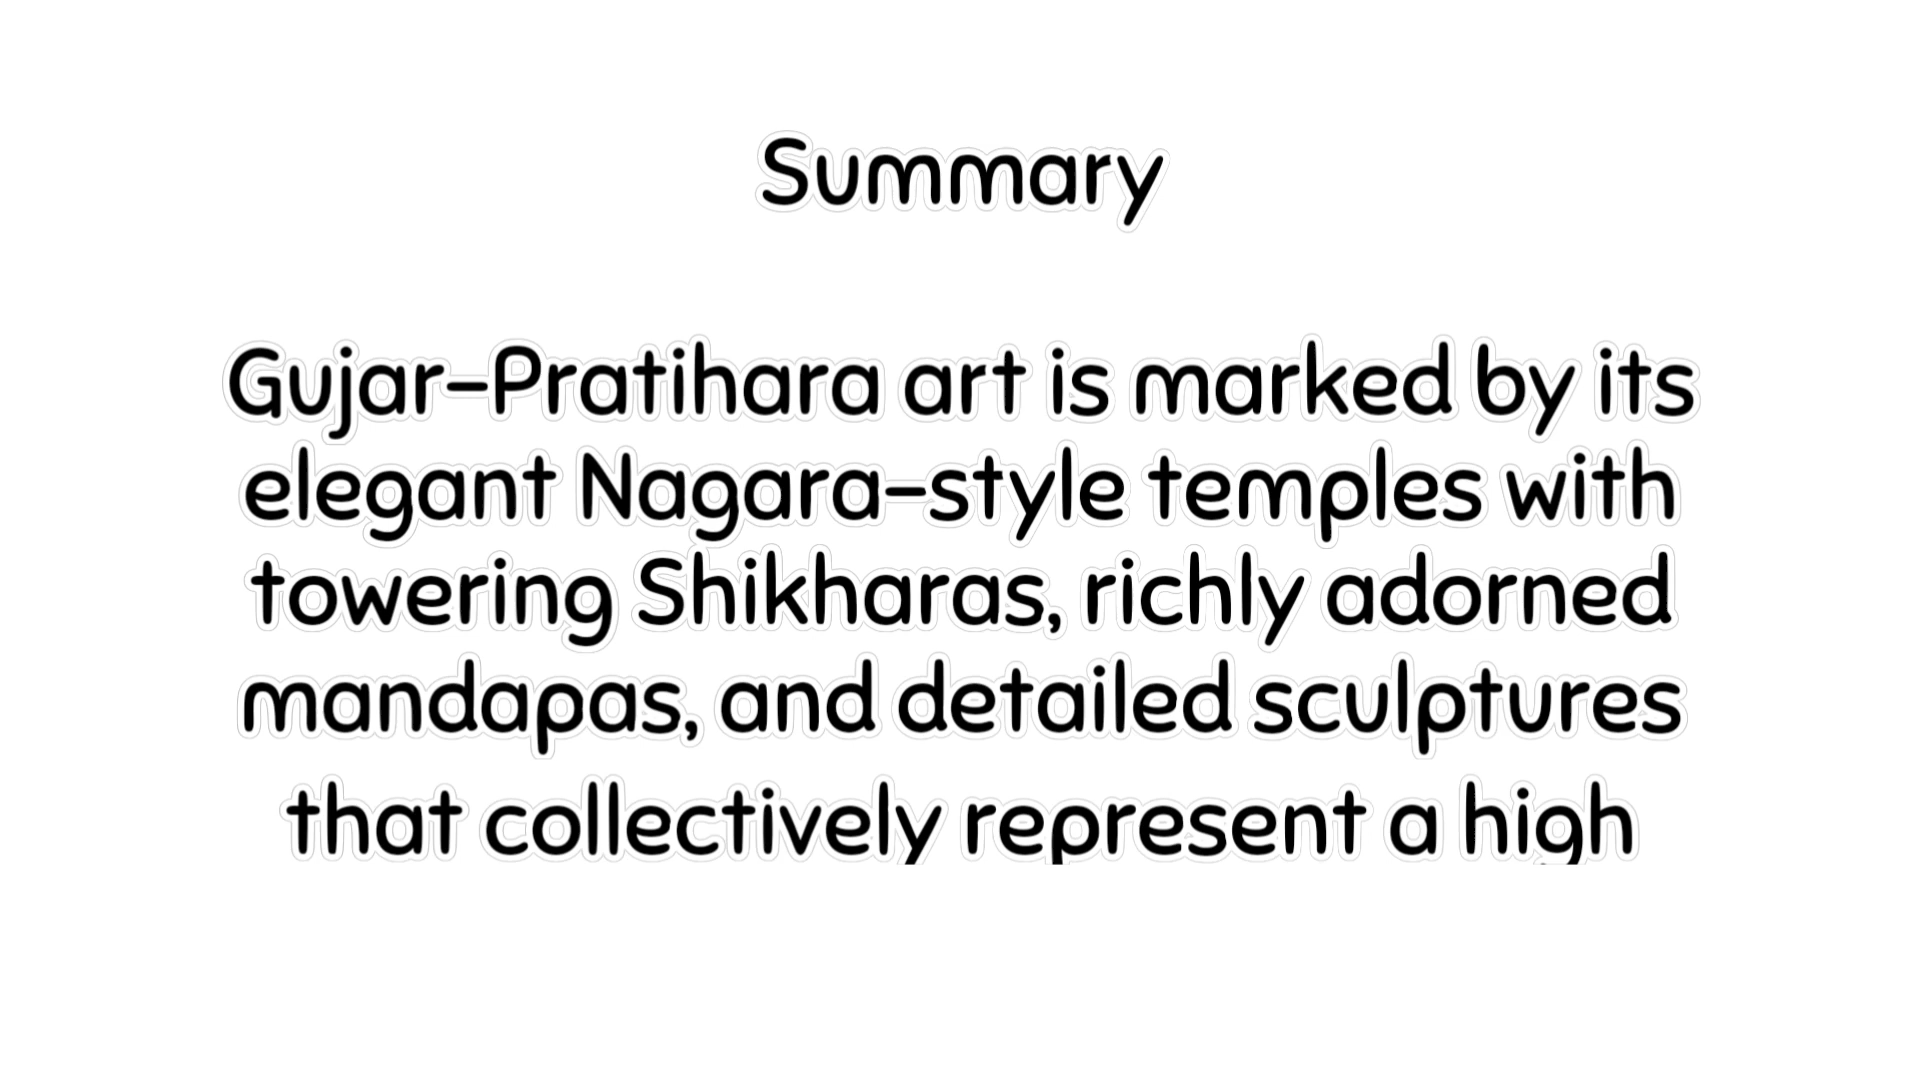 Summary
Gujar-Pratihara art is marked by its
elegant Nagara-style temples with
towering Shikharas, richly adorned
mandapas, and detailed sculptures
that collectively represent a high